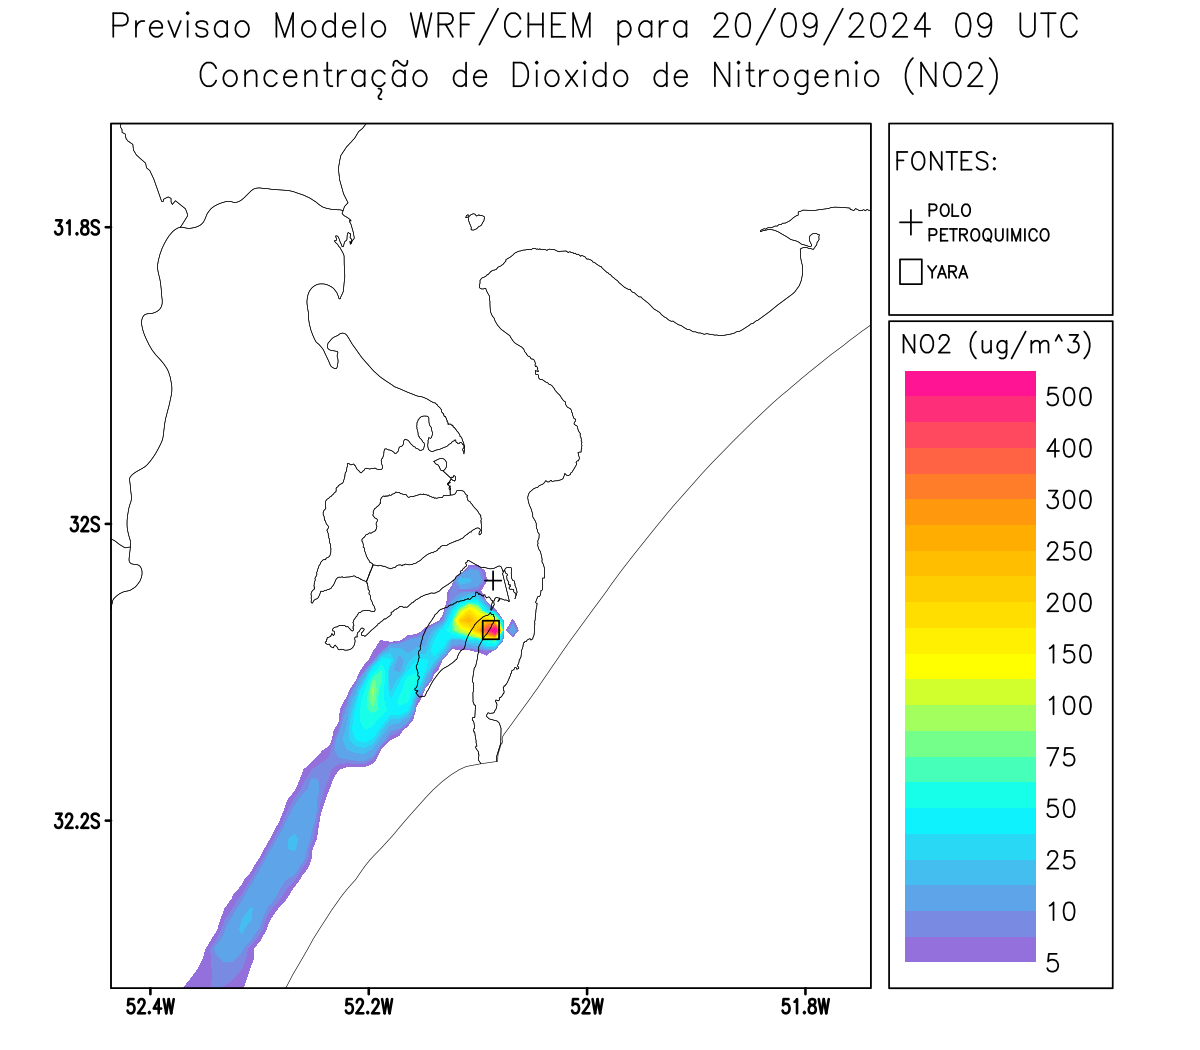 Previsao Modelo WRF/CHEM para 20/09/2024 09 UTC
Concentração de Dioxido de Nitrogenio (NO2)
FONTES:
POLO
PETROQUIMICO
YARA
31.8S
32S
32.2S
52.4W
52.2W
52W
51.8W
NO2 (ug/m^3)
500
400
300
250
200
150
100
75
50
25
10
5